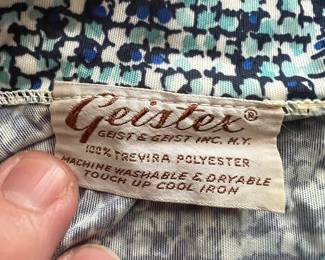 Geistex®
GEIST & GEIST INC. N.Y.
100% TREVIRA POLYESTER
MACHINE WASHABLE & DRYABLE
TOUCH UP COOL IRON